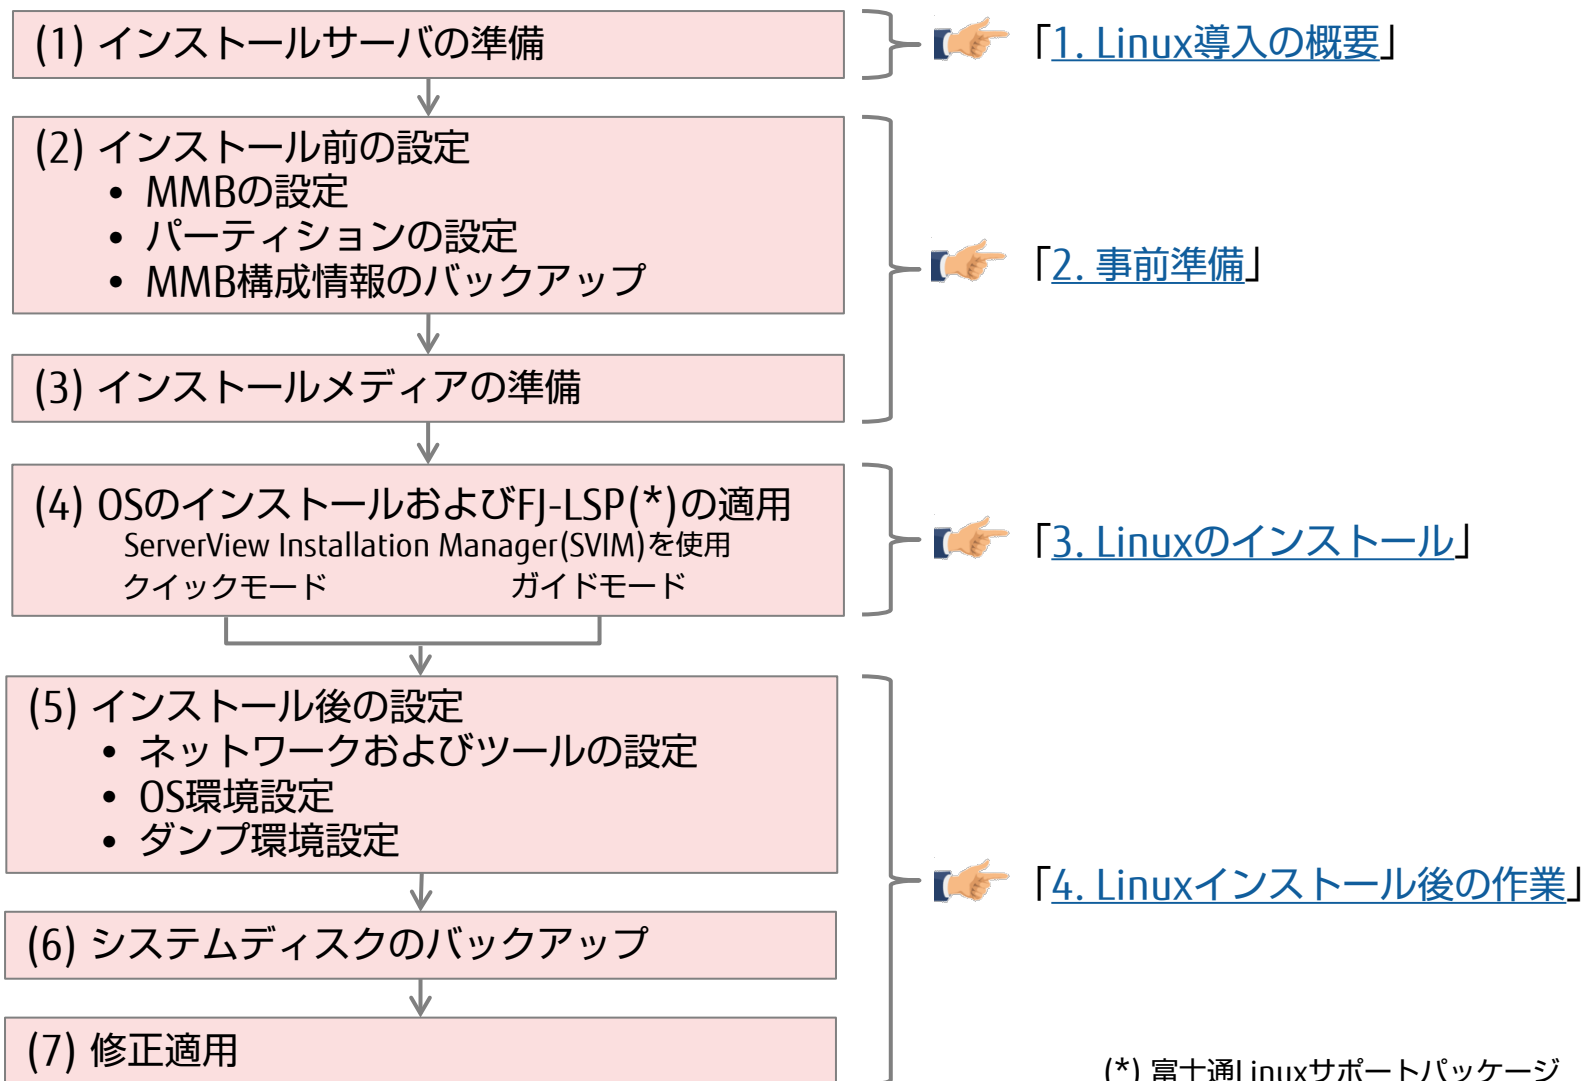 (1) インストールサーバの準備
「1. Linux導入の概要」
(2) インストール前の設定
• MMBの設定
• パーティションの設定
• MMB構成情報のバックアップ
「2. 事前準備」
(3) インストールメディアの準備
(4) OSのインストールおよびFJ-LSP(*)の適用
ServerView Installation Manager(SVIM)を使用
クイックモード ガイドモード
「3. Linuxのインストール」
(5) インストール後の設定
• ネットワークおよびツールの設定
• OS環境設定
• ダンプ環境設定
「4. Linuxインストール後の作業」
(6) システムディスクのバックアップ
(7) 修正適用
(*) 富士通Linuxサポートパッケージ